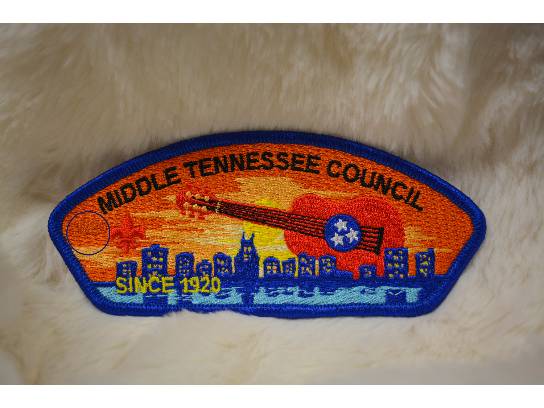 MIDDLE TENNESSEE COUNCIL
SINCE 1920